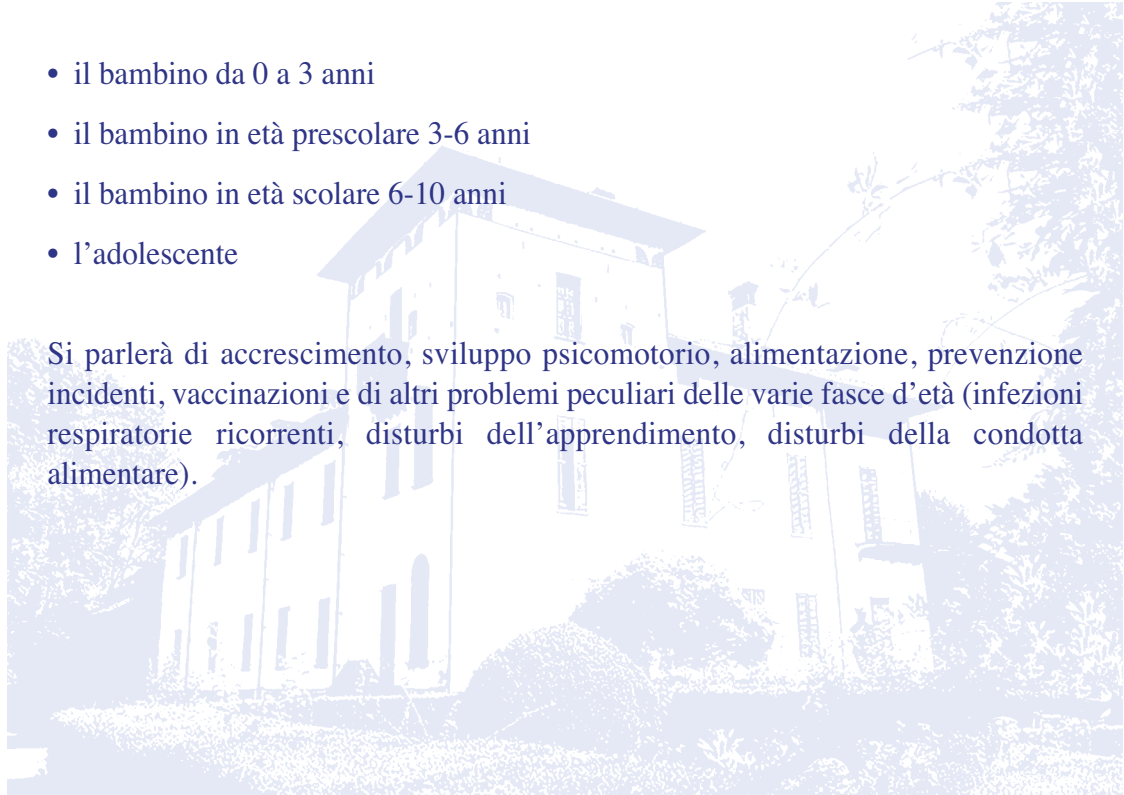 • il bambino da 0 a 3 anni
• il bambino in età prescolare 3-6 anni
• il bambino in età scolare 6-10 anni
• l’adolescente
Si parlerà di accrescimento, sviluppo psicomotorio, alimentazione, prevenzione
incidenti, vaccinazioni e di altri problemi peculiari delle varie fasce d’età (infezioni
respiratorie ricorrenti, disturbi dell’apprendimento, disturbi della condotta
alimentare).